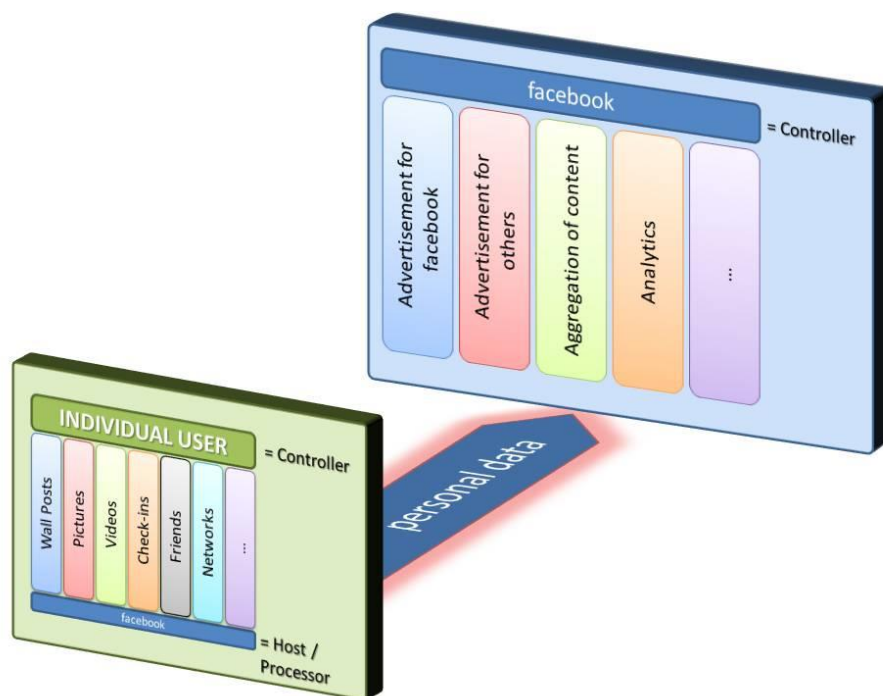 facebook
= Controller
Advertisement for
facebook
Advertisement for
others
Aggregation of content
Analytics
...
INDIVIDUAL USER
= Controller
Wall Posts
Pictures
Videos
Check-ins
Friends
Networks
...
facebook
= Host /
Processor
personal data